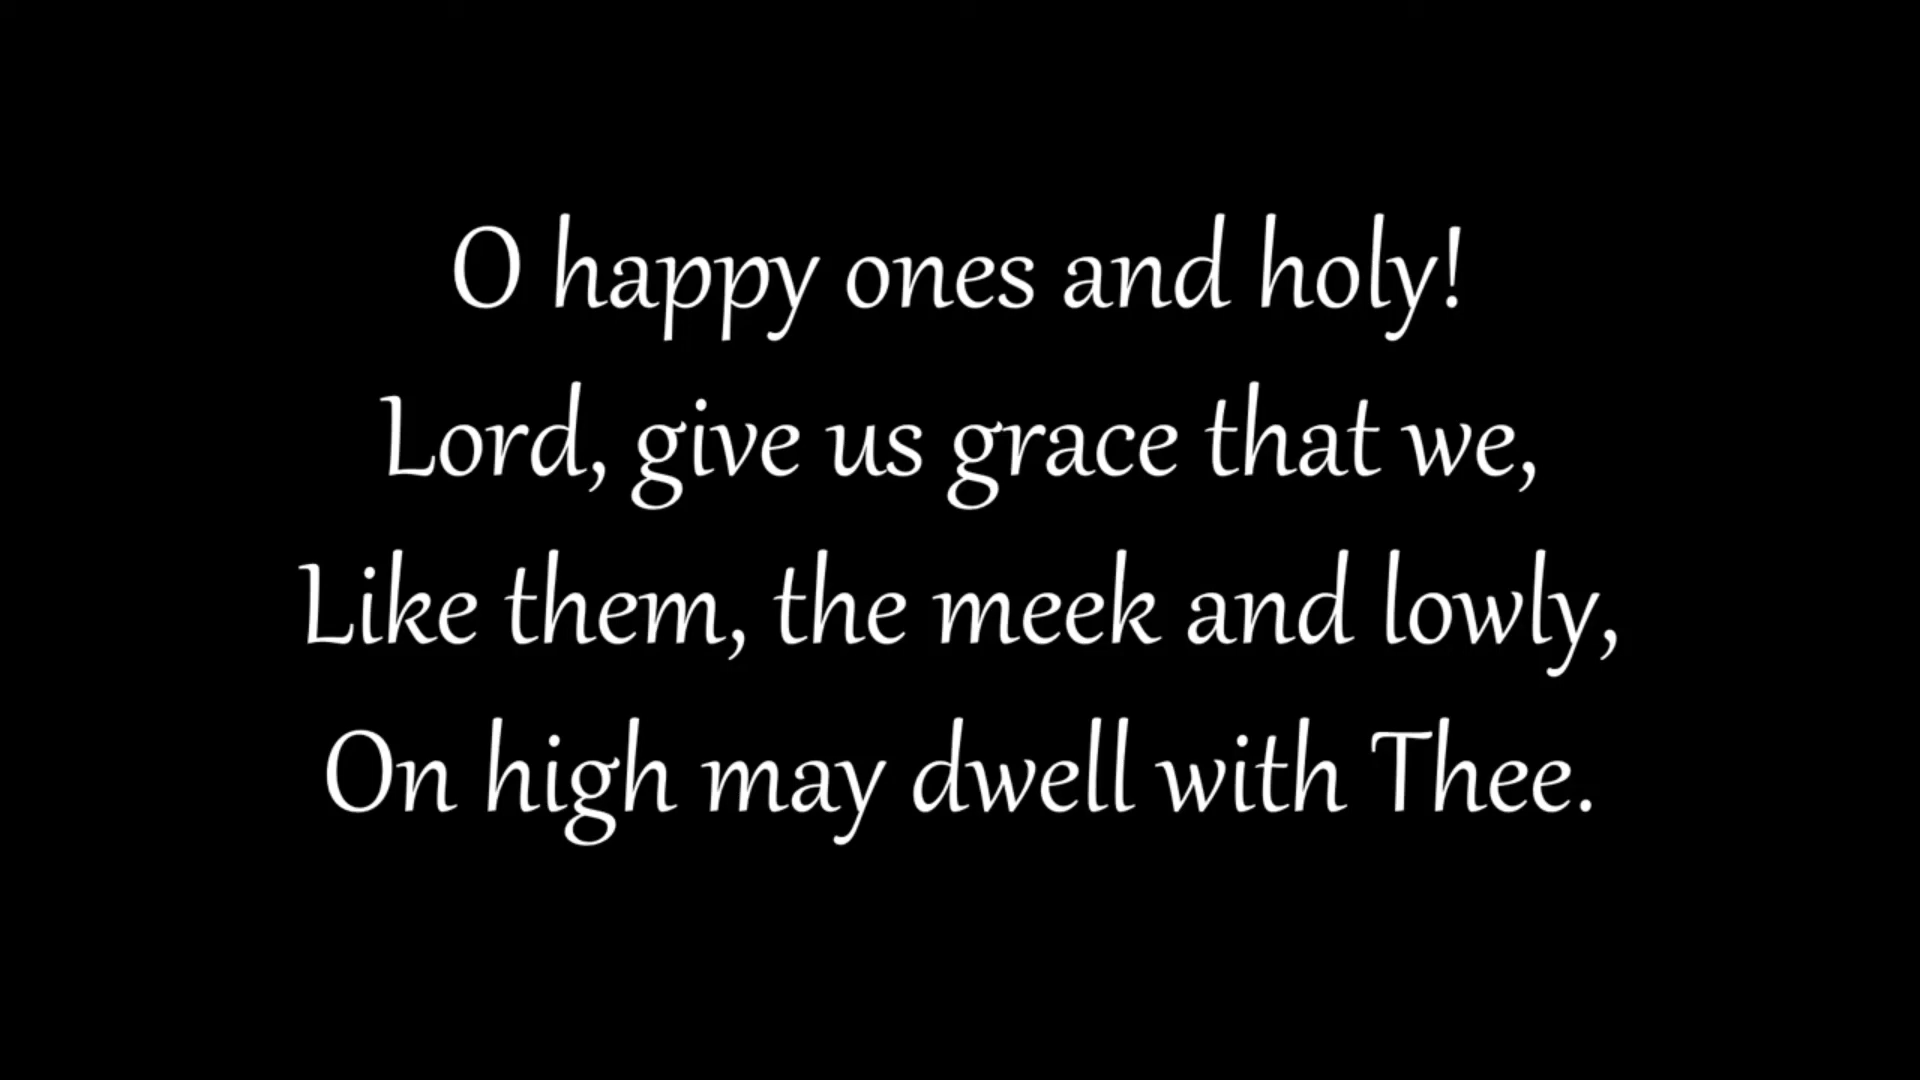 O happy ones and holy!
Lord, give us grace that we,
Like them, the meek and lowly,
On high may dwell with Thee.